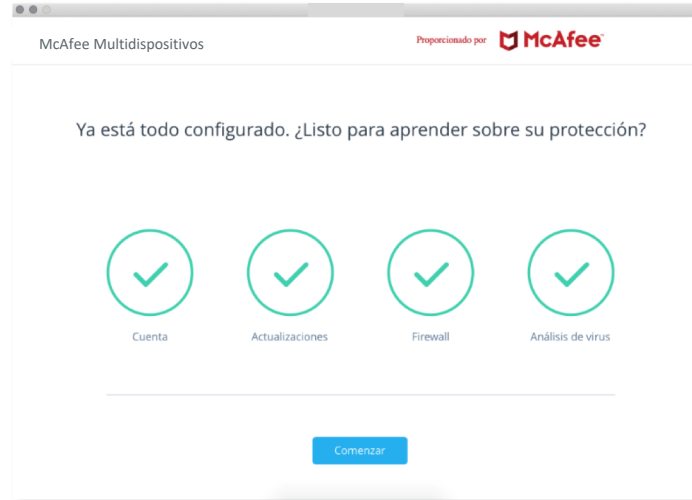 McAfee Multidispositivos
Proporcionado por McAfee
Ya está todo configurado. ¿Listo para aprender sobre su protección?
Cuenta
Actualizaciones
Firewall
Análisis de virus
Comenzar